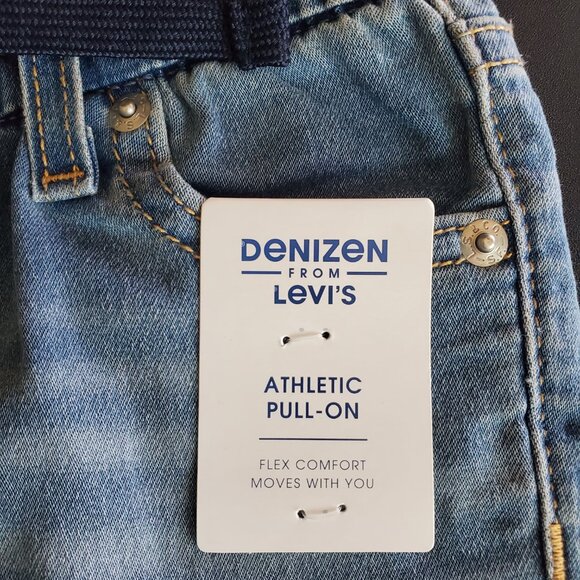 DENIZEN
FROM
LEVI'S
ATHLETIC
PULL-ON
FLEX COMFORT
MOVES WITH YOU